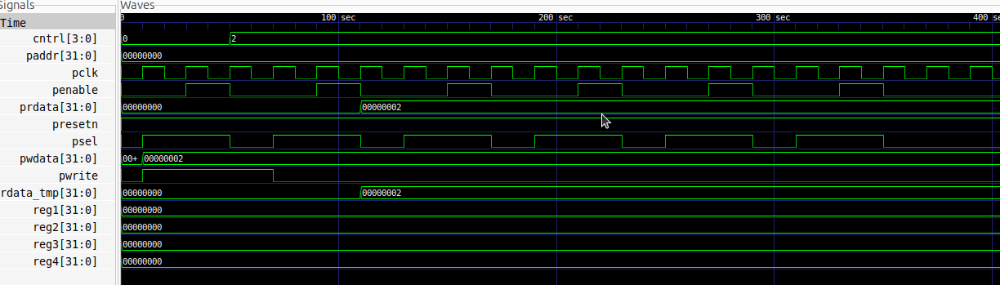 Signals
Waves
Time
0 100 sec 200 sec 300 sec 400 se
cntrl[3:0] 0 2
paddr[31:0] 00000000
pclk
penable
prdata[31:0] 00000000 00000002
presetn
psel
pwdata[31:0] 00+ 00000002
pwrite
rdata_tmp[31:0] 00000000 00000002
reg1[31:0] 00000000
reg2[31:0] 00000000
reg3[31:0] 00000000
reg4[31:0] 00000000